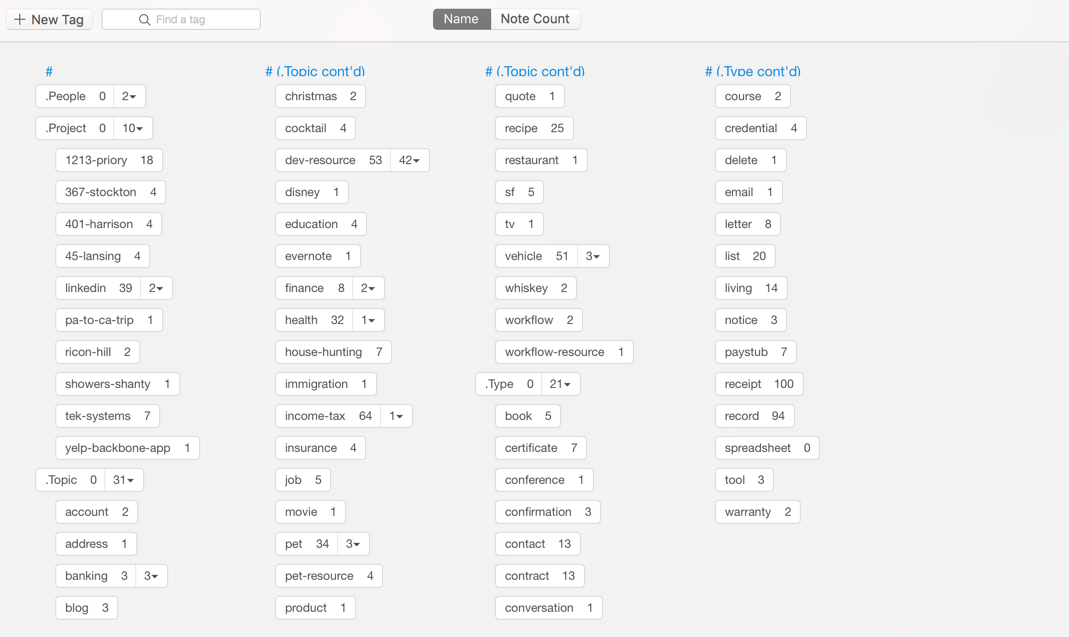 + New Tag
Find a tag
Name
Note Count
#
.People 0 2
.Project 0 10
1213-priory 18
367-stockton 4
401-harrison 4
45-lansing 4
linkedin 39 2
pa-to-ca-trip 1
ricon-hill 2
showers-shanty 1
tek-systems 7
yelp-backbone-app 1
.Topic 0 31
account 2
address 1
banking 3 3
blog 3
# (.Topic cont'd)
christmas 2
cocktail 4
dev-resource 53 42
disney 1
education 4
evernote 1
finance 8 2
health 32 1
house-hunting 7
immigration 1
income-tax 64 1
insurance 4
job 5
movie 1
pet 34 3
pet-resource 4
product 1
# (.Topic cont'd)
quote 1
recipe 25
restaurant 1
sf 5
tv 1
vehicle 51 3
whiskey 2
workflow 2
workflow-resource 1
.Type 0 21
book 5
certificate 7
conference 1
confirmation 3
contact 13
contract 13
conversation 1
# (.Type cont'd)
course 2
credential 4
delete 1
email 1
letter 8
list 20
living 14
notice 3
paystub 7
receipt 100
record 94
spreadsheet 0
tool 3
warranty 2